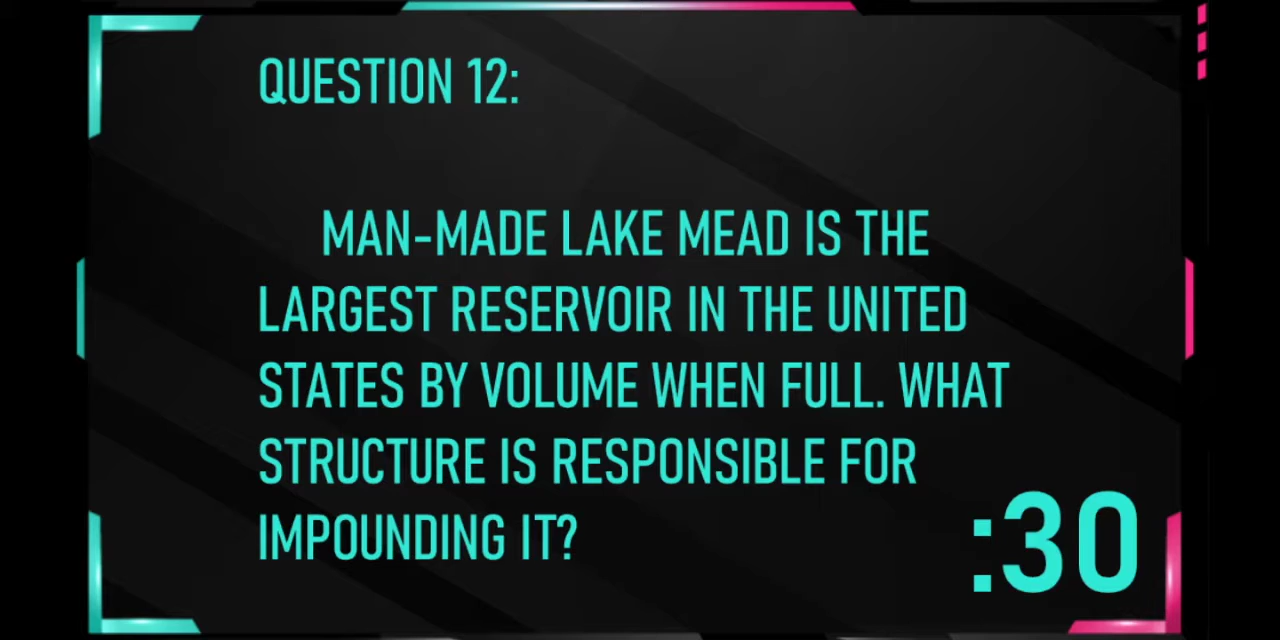 QUESTION 12:
MAN-MADE LAKE MEAD IS THE
LARGEST RESERVOIR IN THE UNITED
STATES BY VOLUME WHEN FULL. WHAT
STRUCTURE IS RESPONSIBLE FOR
IMPOUNDING IT?
:30